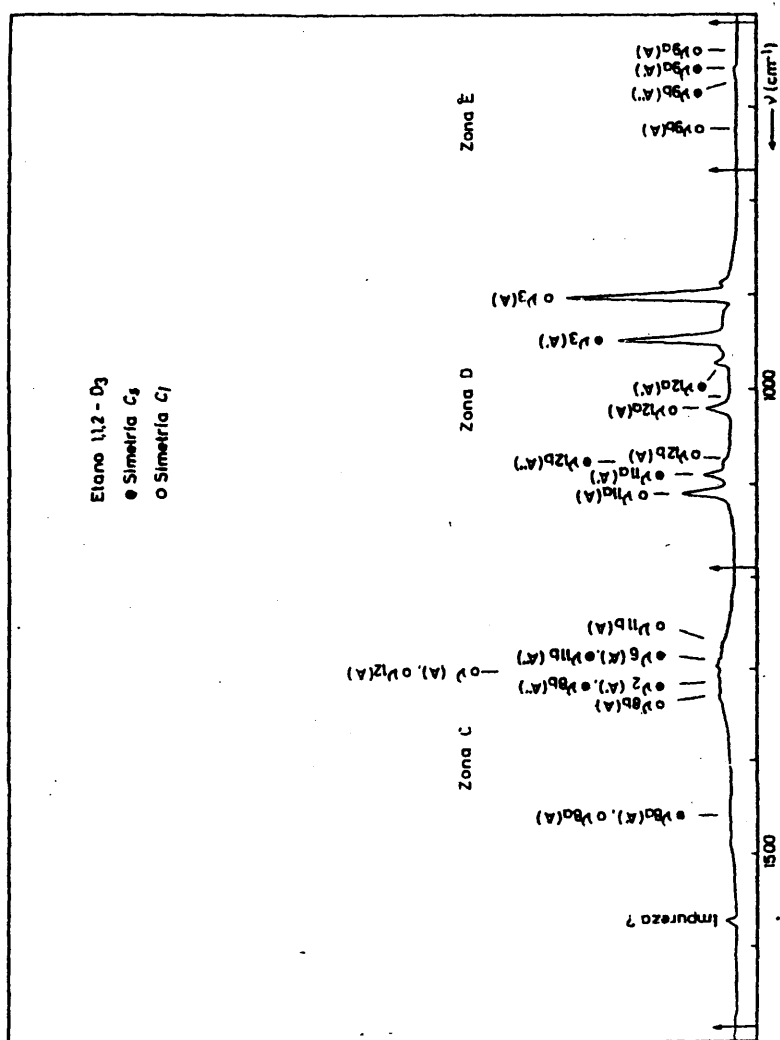 Etano 1,1,2 - D3
● Simetría Cs
○ Simetría C1
Zona C
Zona D
Zona E
Impureza ?
● ν8a(A'), ○ ν8a(A)
○ ν8b(A)
● ν2 (A'), ● ν8b(A")
○ ν (A), ○ ν12(A)
● ν6 (A'), ● ν11b(A")
○ ν11b(A)
○ ν11a(A)
● ν11a(A')
● ν12b(A")
○ ν12b(A)
○ ν12a(A)
● ν12a(A')
● ν3(A')
○ ν3(A)
○ ν9b(A)
● ν9b(A")
● ν9a(A')
○ ν9a(A)
1500
1000
ν (cm-1)